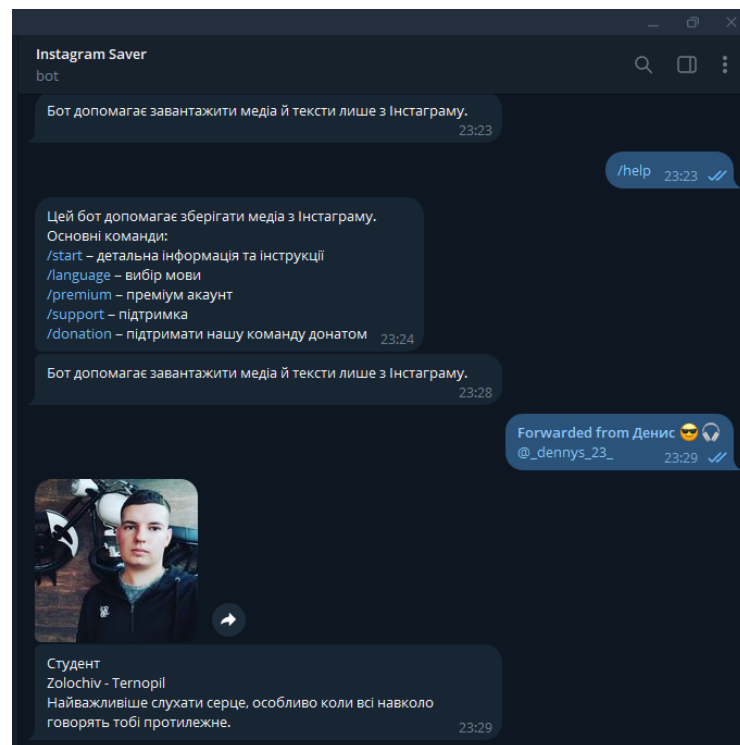 Instagram Saver
bot
Бот допомагає завантажити медіа й тексти лише з Інстаграму.
23:23
/help 23:23
Цей бот допомагає зберігати медіа з Інстаграму.
Основні команди:
/start – детальна інформація та інструкції
/language – вибір мови
/premium – преміум акаунт
/support – підтримка
/donation – підтримати нашу команду донатом 23:24
Бот допомагає завантажити медіа й тексти лише з Інстаграму.
23:28
Forwarded from Денис 😎🎧
@_dennys_23_ 23:29
Студент
Zolochiv - Ternopil
Найважливіше слухати серце, особливо коли всі навколо
говорять тобі протилежне. 23:29